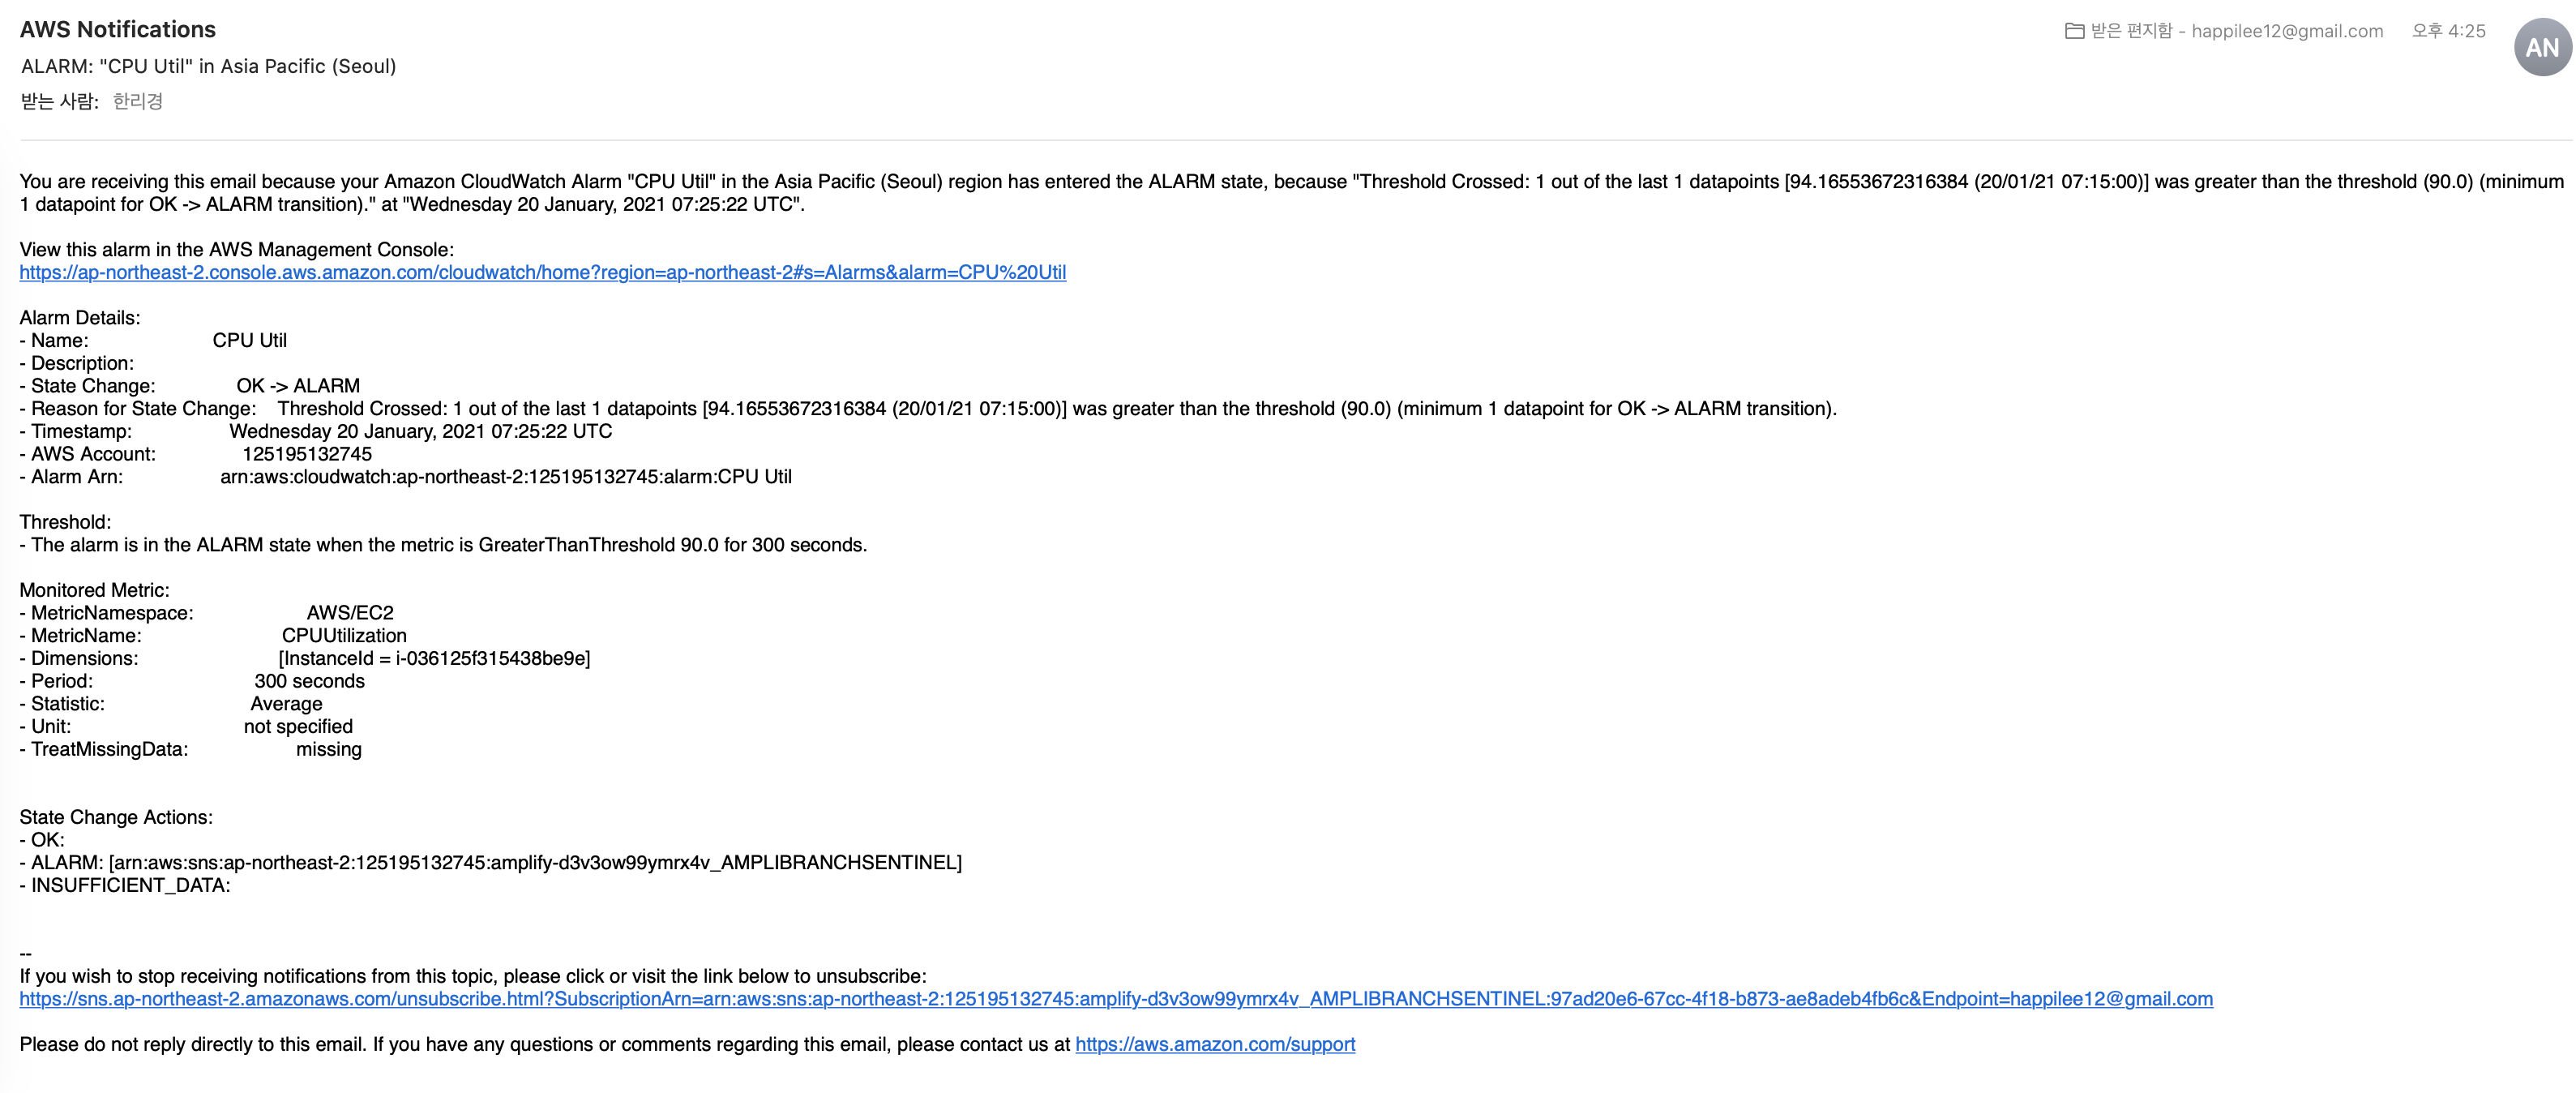 AWS Notifications
받은 편지함 - happilee12@gmail.com 오후 4:25
AN
ALARM: "CPU Util" in Asia Pacific (Seoul)
받는 사람: 한리경
You are receiving this email because your Amazon CloudWatch Alarm "CPU Util" in the Asia Pacific (Seoul) region has entered the ALARM state, because "Threshold Crossed: 1 out of the last 1 datapoints [94.16553672316384 (20/01/21 07:15:00)] was greater than the threshold (90.0) (minimum
1 datapoint for OK -> ALARM transition)." at "Wednesday 20 January, 2021 07:25:22 UTC".
View this alarm in the AWS Management Console:
https://ap-northeast-2.console.aws.amazon.com/cloudwatch/home?region=ap-northeast-2#s=Alarms&alarm=CPU%20Util
Alarm Details:
- Name: CPU Util
- Description:
- State Change: OK -> ALARM
- Reason for State Change: Threshold Crossed: 1 out of the last 1 datapoints [94.16553672316384 (20/01/21 07:15:00)] was greater than the threshold (90.0) (minimum 1 datapoint for OK -> ALARM transition).
- Timestamp: Wednesday 20 January, 2021 07:25:22 UTC
- AWS Account: 125195132745
- Alarm Arn: arn:aws:cloudwatch:ap-northeast-2:125195132745:alarm:CPU Util
Threshold:
- The alarm is in the ALARM state when the metric is GreaterThanThreshold 90.0 for 300 seconds.
Monitored Metric:
- MetricNamespace: AWS/EC2
- MetricName: CPUUtilization
- Dimensions: [InstanceId = i-036125f315438be9e]
- Period: 300 seconds
- Statistic: Average
- Unit: not specified
- TreatMissingData: missing
State Change Actions:
- OK:
- ALARM: [arn:aws:sns:ap-northeast-2:125195132745:amplify-d3v3ow99ymrx4v_AMPLIBRANCHSENTINEL]
- INSUFFICIENT_DATA:
--
If you wish to stop receiving notifications from this topic, please click or visit the link below to unsubscribe:
https://sns.ap-northeast-2.amazonaws.com/unsubscribe.html?SubscriptionArn=arn:aws:sns:ap-northeast-2:125195132745:amplify-d3v3ow99ymrx4v_AMPLIBRANCHSENTINEL:97ad20e6-67cc-4f18-b873-ae8adeb4fb6c&Endpoint=happilee12@gmail.com
Please do not reply directly to this email. If you have any questions or comments regarding this email, please contact us at https://aws.amazon.com/support